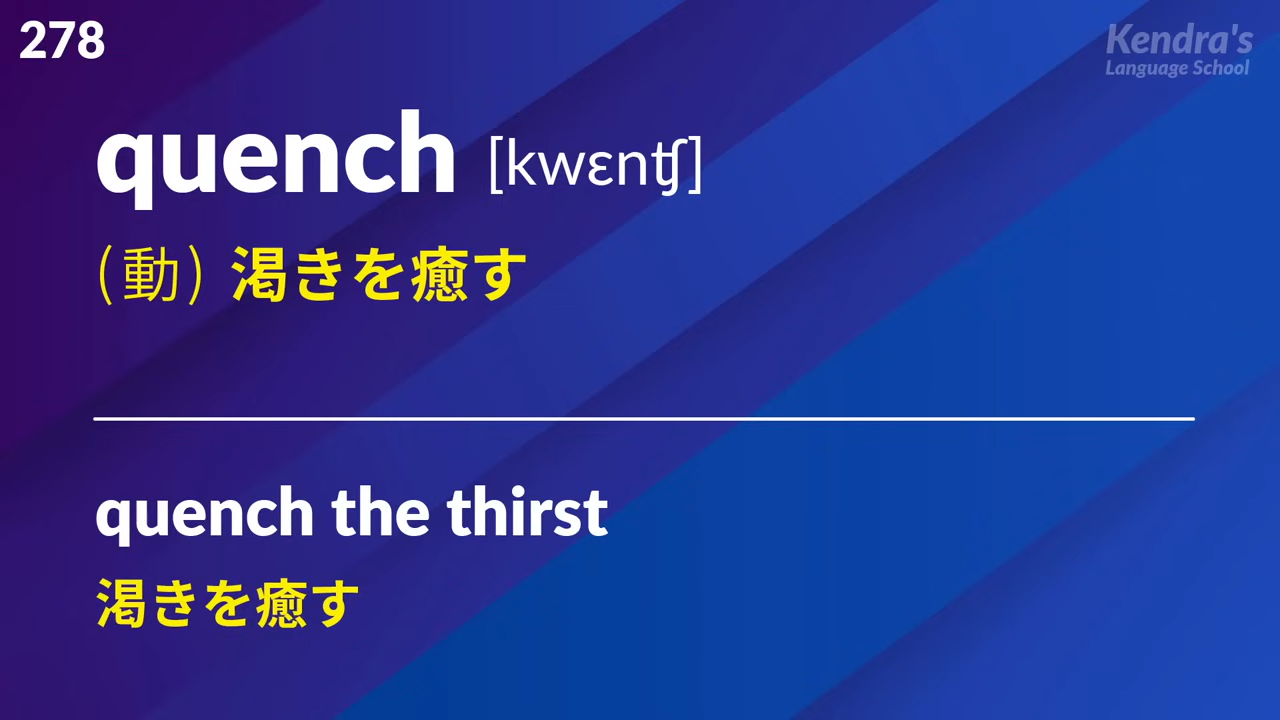 278
Kendra's
Language School
quench [kwɛnʧ]
(動) 渇きを癒す
quench the thirst
渇きを癒す